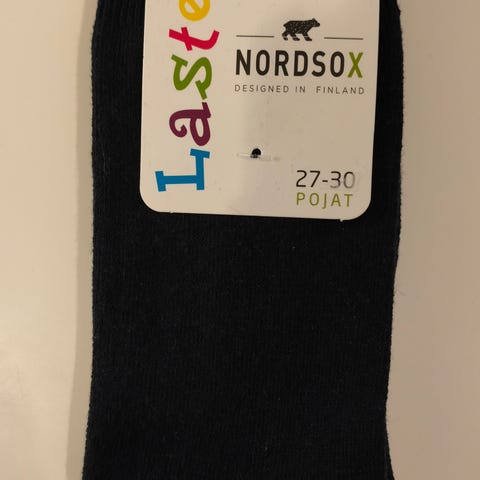 Laste
NORDSOX
DESIGNED IN FINLAND
27-30
POJAT